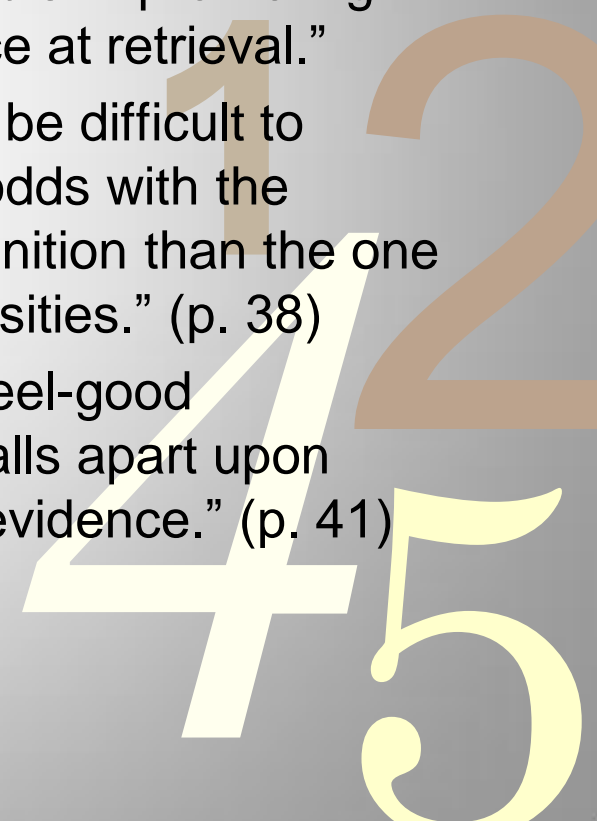 ce at retrieval.”
be difficult to
odds with the
nition than the one
sities.” (p. 38)
eel-good
alls apart upon
evidence.” (p. 41)
1
2
4
5